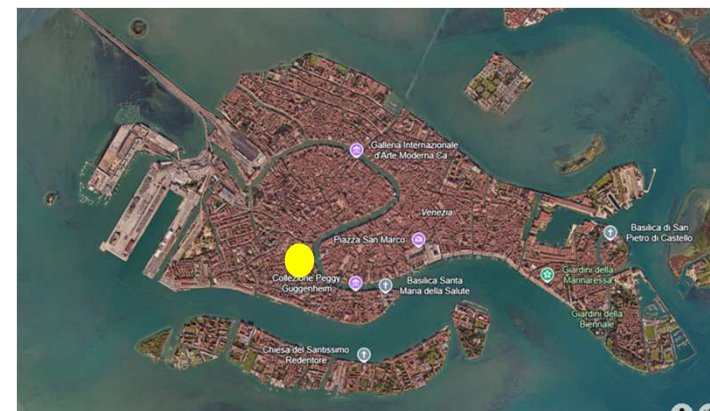 Galleria Internazionale
d'Arte Moderna Ca
Venezia
Basilica di San
Pietro di Castello
Piazza San Marco
Collezione Peggy
Guggenheim
Basilica Santa
Maria della Salute
Giardini della
Marinaressa
Giardini della
Biennale
Chiesa del Santissimo
Redentore